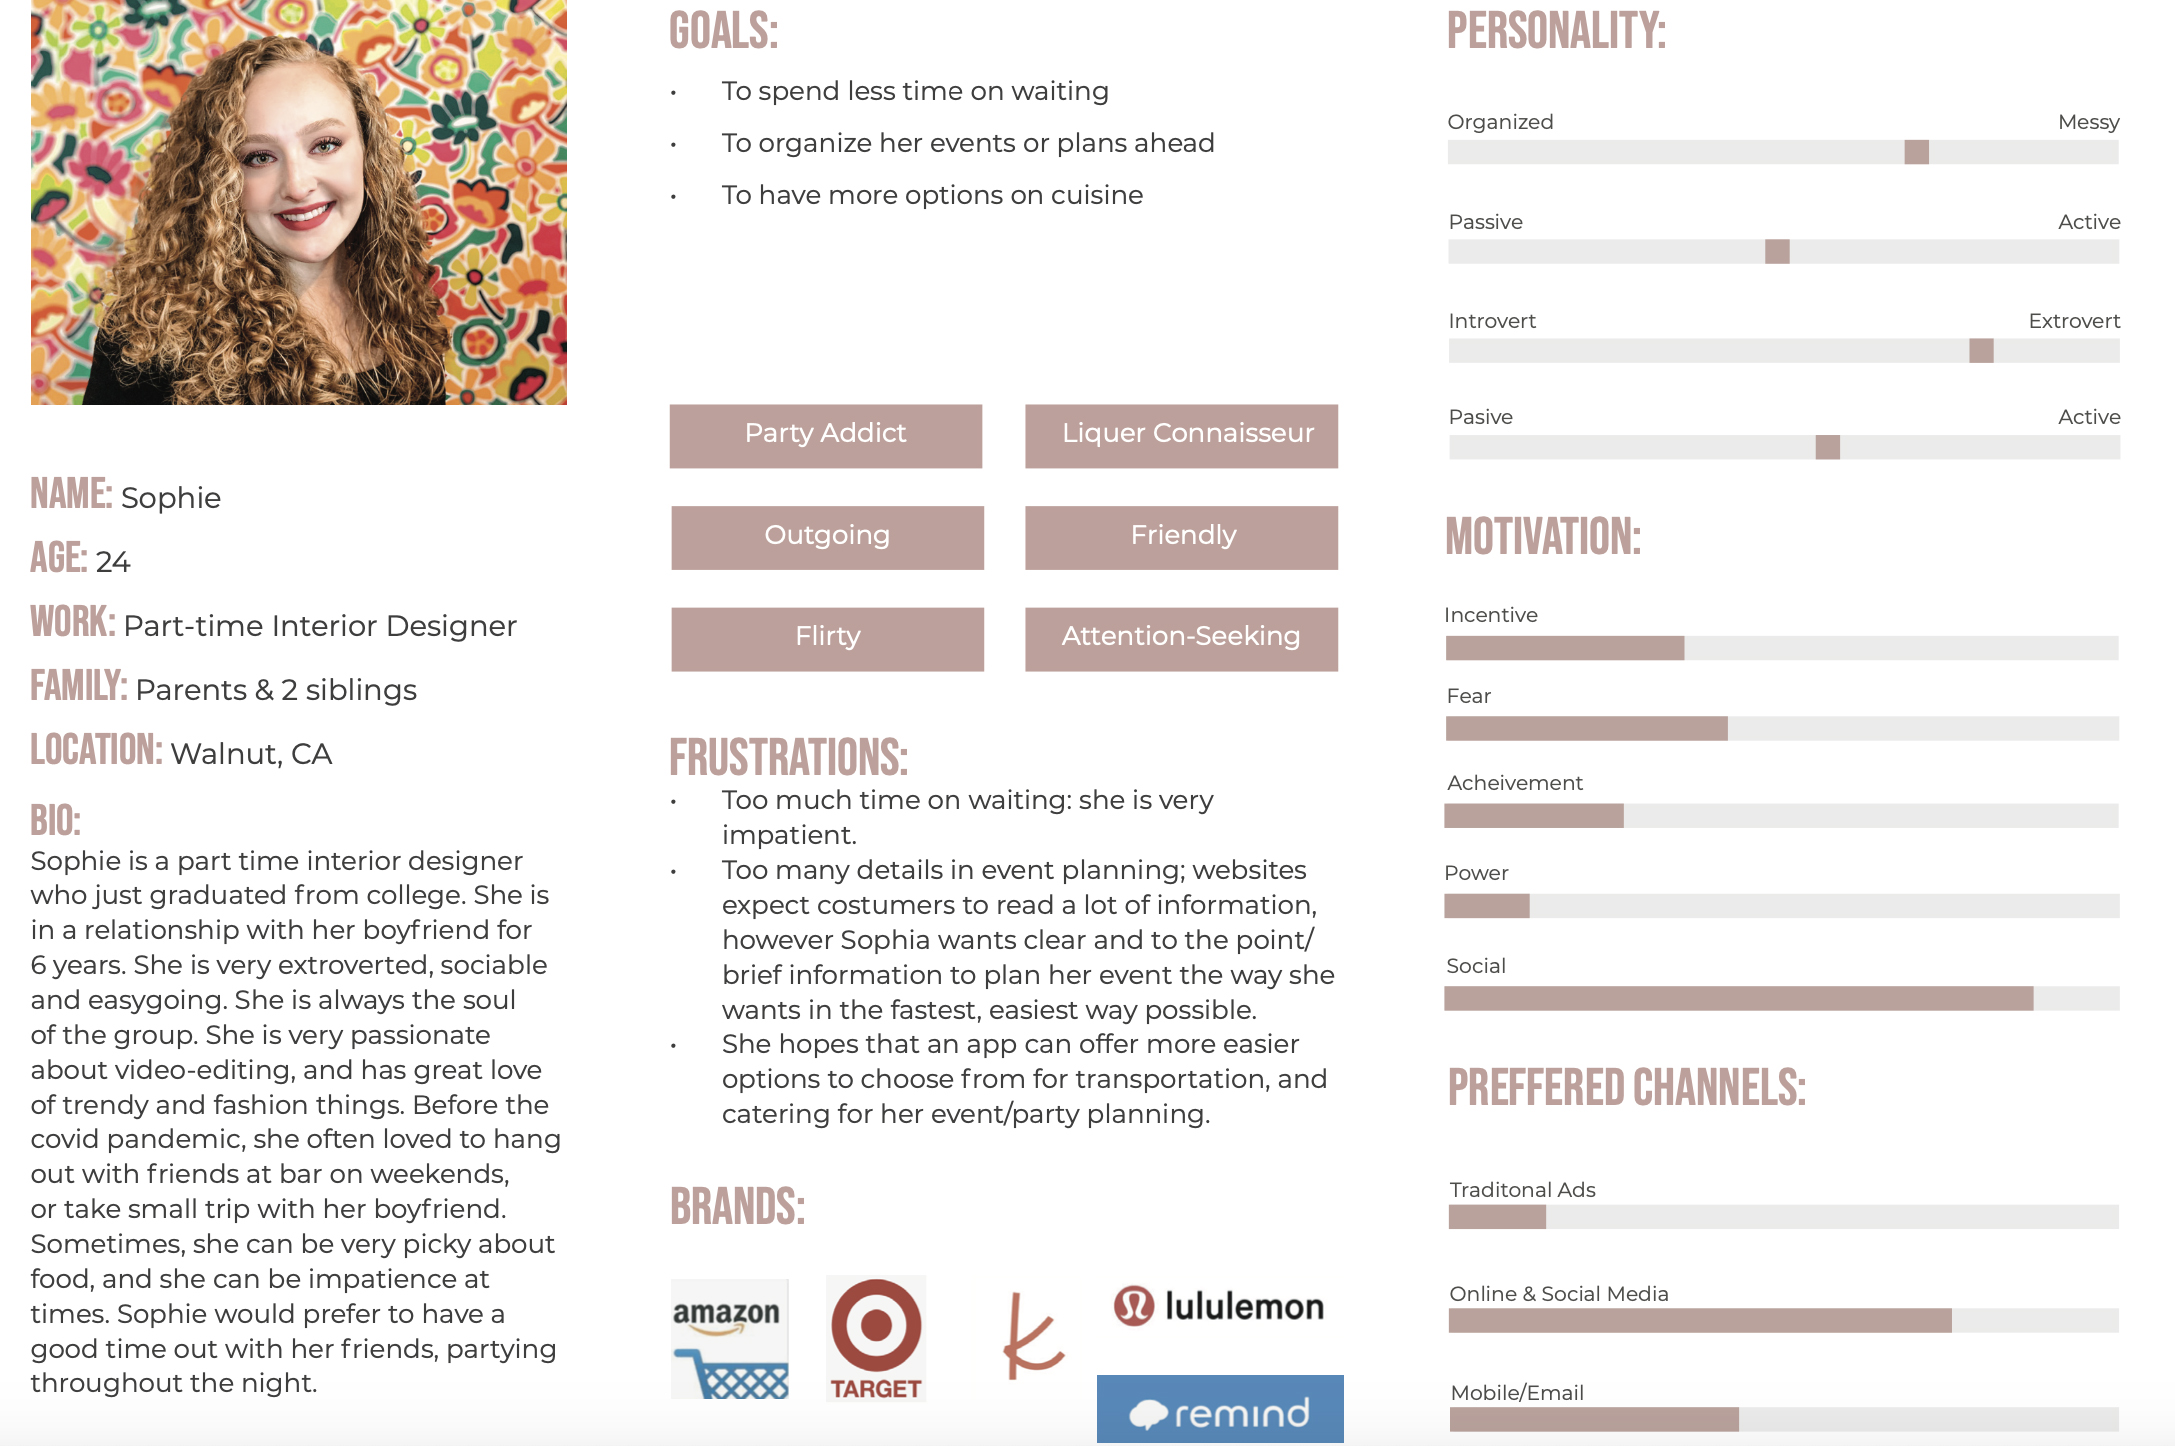 NAME: Sophie
AGE: 24
WORK: Part-time Interior Designer
FAMILY: Parents & 2 siblings
LOCATION: Walnut, CA
BIO:
Sophie is a part time interior designer
who just graduated from college. She is
in a relationship with her boyfriend for
6 years. She is very extroverted, sociable
and easygoing. She is always the soul
of the group. She is very passionate
about video-editing, and has great love
of trendy and fashion things. Before the
covid pandemic, she often loved to hang
out with friends at bar on weekends,
or take small trip with her boyfriend.
Sometimes, she can be very picky about
food, and she can be impatience at
times. Sophie would prefer to have a
good time out with her friends, partying
throughout the night.
GOALS:
• To spend less time on waiting
• To organize her events or plans ahead
• To have more options on cuisine
Party Addict
Liquer Connaisseur
Outgoing
Friendly
Flirty
Attention-Seeking
FRUSTRATIONS:
• Too much time on waiting: she is very
impatient.
• Too many details in event planning; websites
expect costumers to read a lot of information,
however Sophia wants clear and to the point/
brief information to plan her event the way she
wants in the fastest, easiest way possible.
• She hopes that an app can offer more easier
options to choose from for transportation, and
catering for her event/party planning.
BRANDS:
amazon
TARGET
k
lululemon
remind
PERSONALITY:
Organized
Messy
Passive
Active
Introvert
Extrovert
Pasive
Active
MOTIVATION:
Incentive
Fear
Acheivement
Power
Social
PREFFERED CHANNELS:
Traditonal Ads
Online & Social Media
Mobile/Email